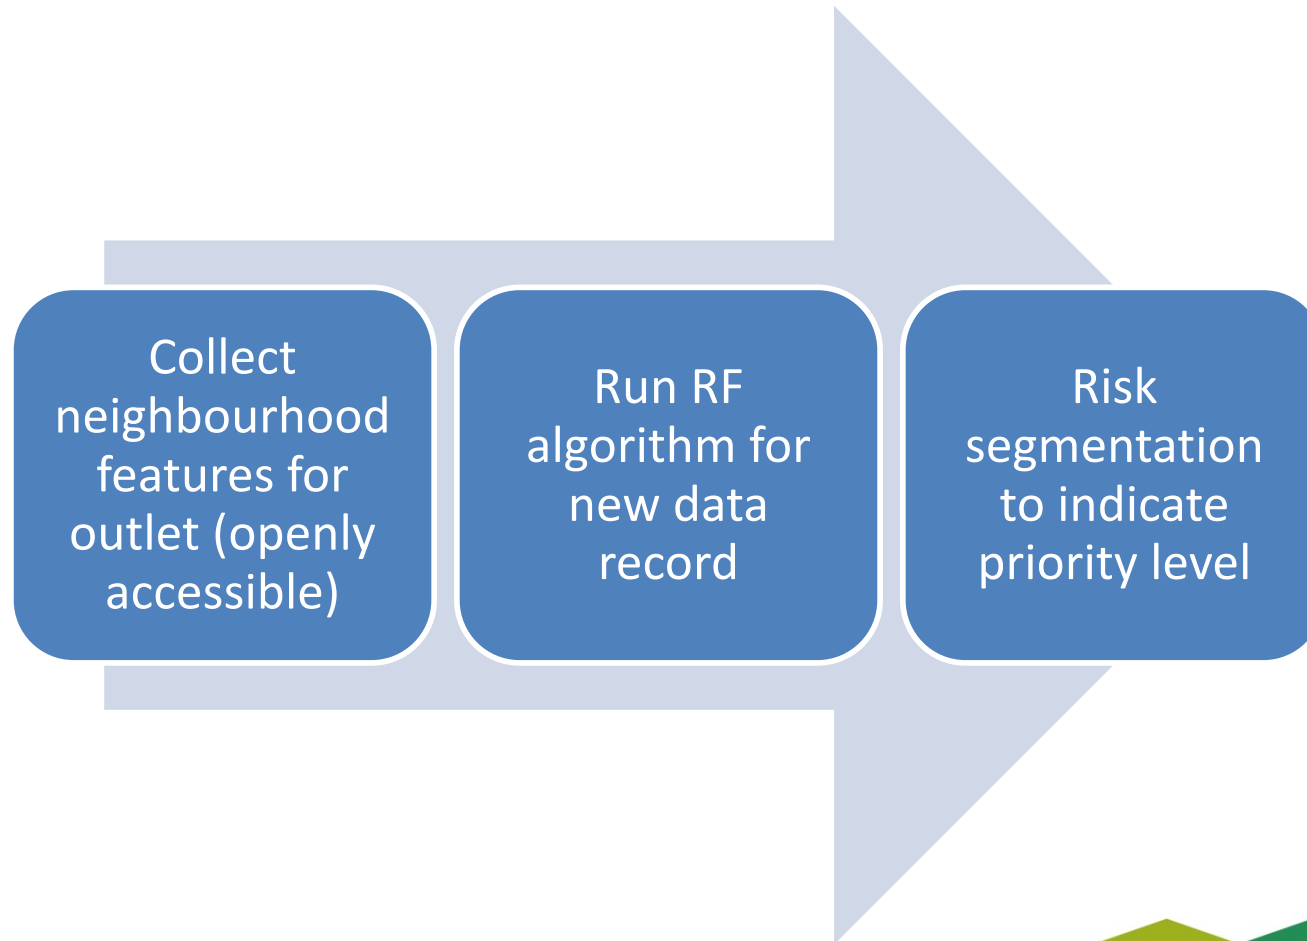 Collect
neighbourhood
features for
outlet (openly
accessible)
Run RF
algorithm for
new data
record
Risk
segmentation
to indicate
priority level